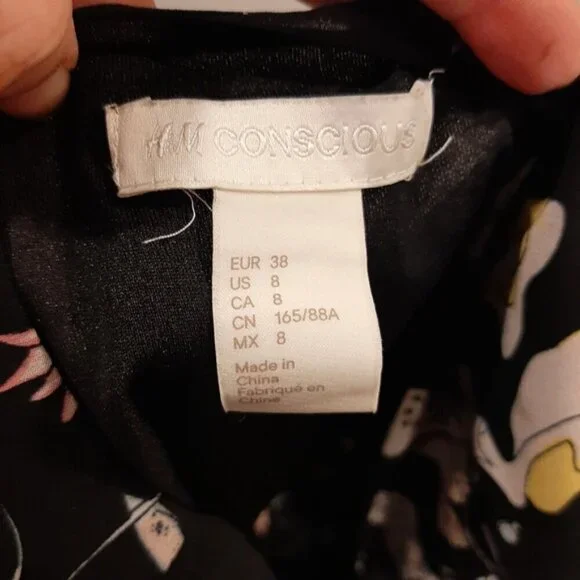 H&M CONSCIOUS
EUR 38
US 8
CA 8
CN 165/88A
MX 8
Made in
China
Fabriqué en
Chine